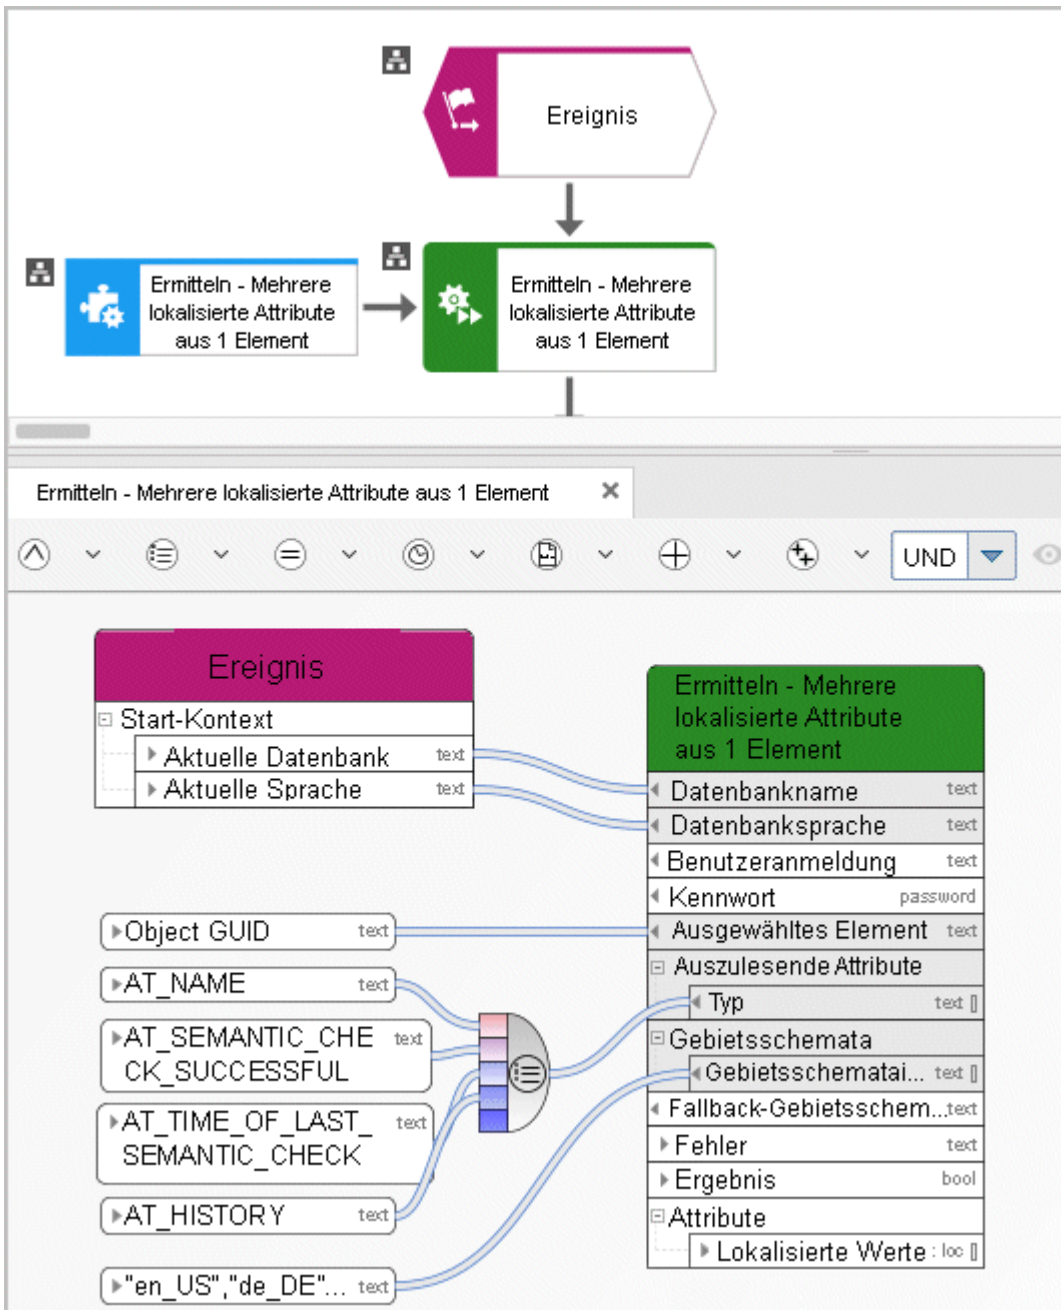 Ereignis
Ermitteln - Mehrere
lokalisierte Attribute
aus 1 Element
Ermitteln - Mehrere
lokalisierte Attribute
aus 1 Element
Ermitteln - Mehrere lokalisierte Attribute aus 1 Element
UND
Ereignis
Start-Kontext
Aktuelle Datenbank text
Aktuelle Sprache text
Ermitteln - Mehrere
lokalisierte Attribute
aus 1 Element
Datenbankname text
Datenbanksprache text
Benutzeranmeldung text
Kennwort password
Ausgewähltes Element text
Auszulesende Attribute
Typ text []
Gebietsschemata
Gebietsschematai... text []
Fallback-Gebietsschem...text
Fehler text
Ergebnis bool
Attribute
Lokalisierte Werte : loc []
Object GUID text
AT_NAME text
AT_SEMANTIC_CHE text
CK_SUCCESSFUL
AT_TIME_OF_LAST_ text
SEMANTIC_CHECK
AT_HISTORY text
"en_US","de_DE"... text